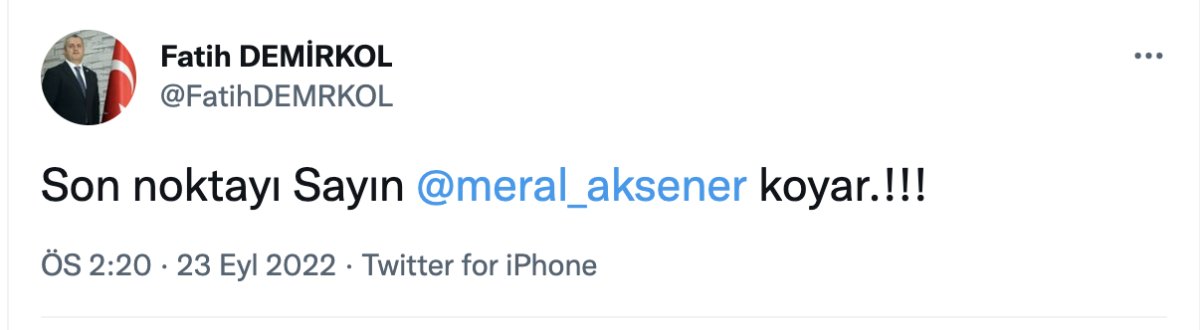 Fatih DEMİRKOL
@FatihDEMRKOL
Son noktayı Sayın @meral_aksener koyar.!!!
ÖS 2:20 · 23 Eyl 2022 · Twitter for iPhone